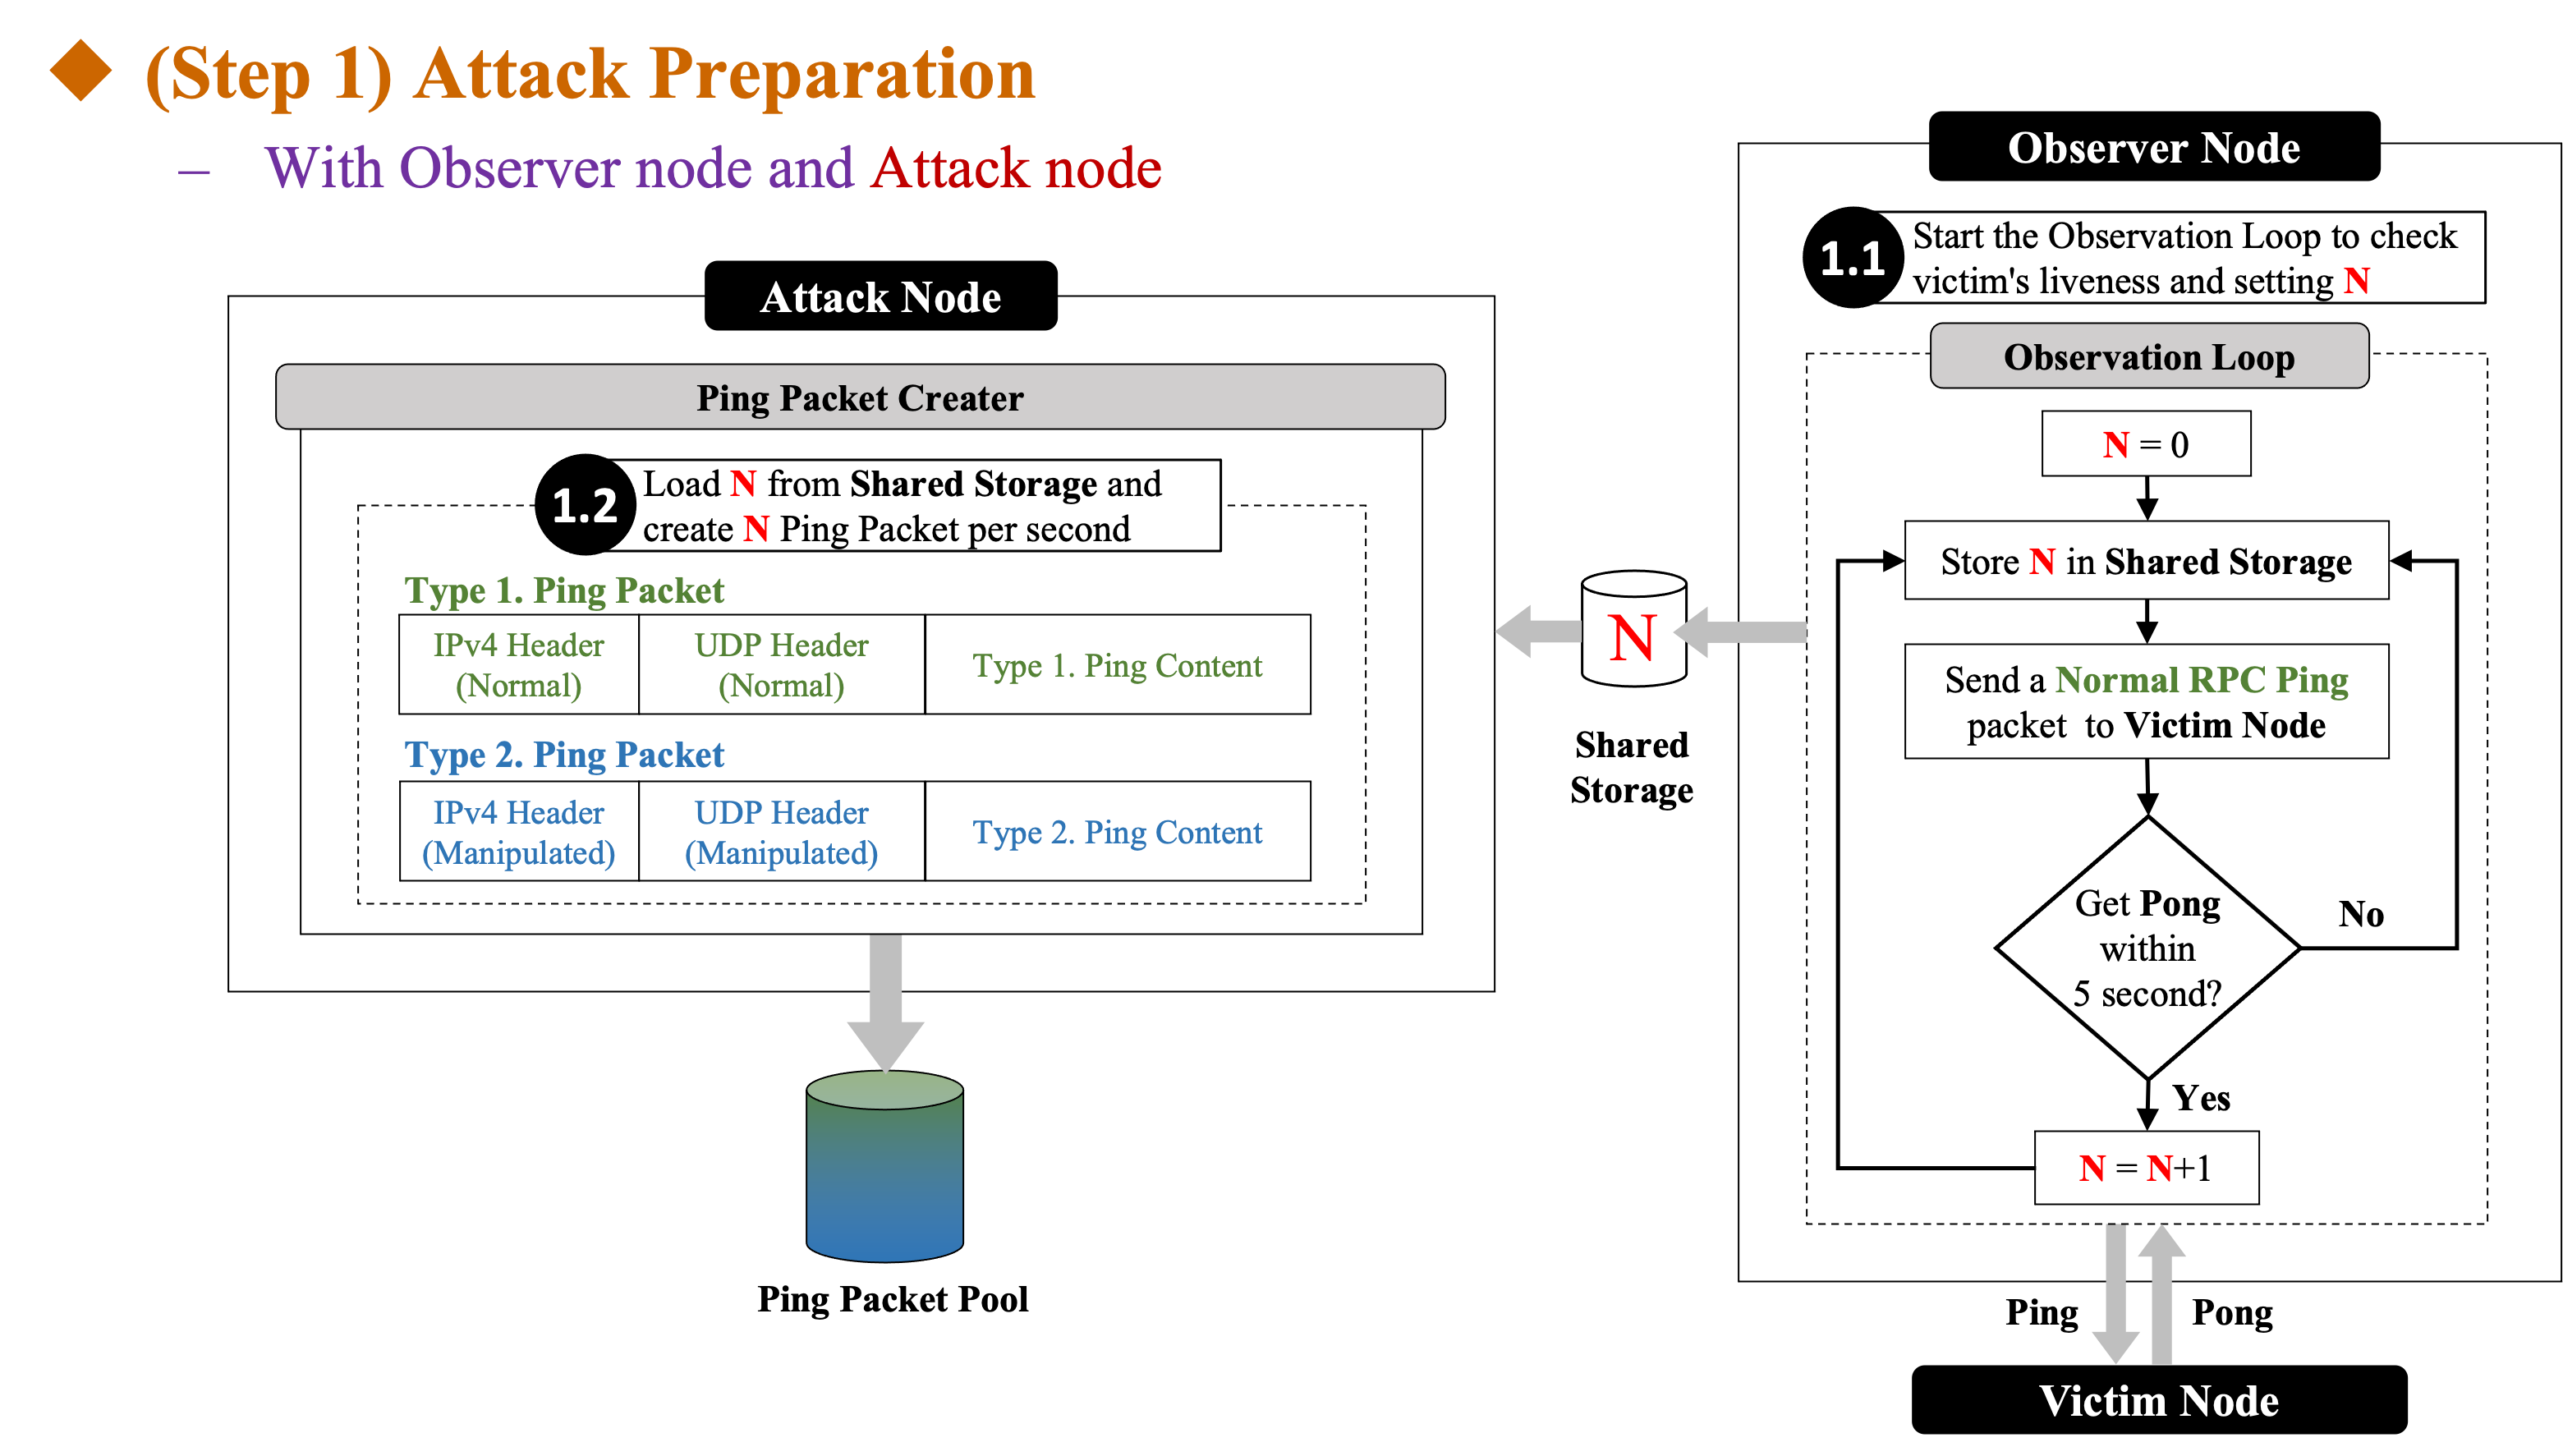 (Step 1) Attack Preparation
– With Observer node and Attack node
Attack Node
Ping Packet Creater
1.2
Load N from Shared Storage and
create N Ping Packet per second
Type 1. Ping Packet
IPv4 Header
(Normal)
UDP Header
(Normal)
Type 1. Ping Content
Type 2. Ping Packet
IPv4 Header
(Manipulated)
UDP Header
(Manipulated)
Type 2. Ping Content
Ping Packet Pool
N
Shared
Storage
Observer Node
1.1
Start the Observation Loop to check
victim's liveness and setting N
Observation Loop
N = 0
Store N in Shared Storage
Send a Normal RPC Ping
packet to Victim Node
Get Pong
within
5 second?
No
Yes
N = N+1
Ping
Pong
Victim Node